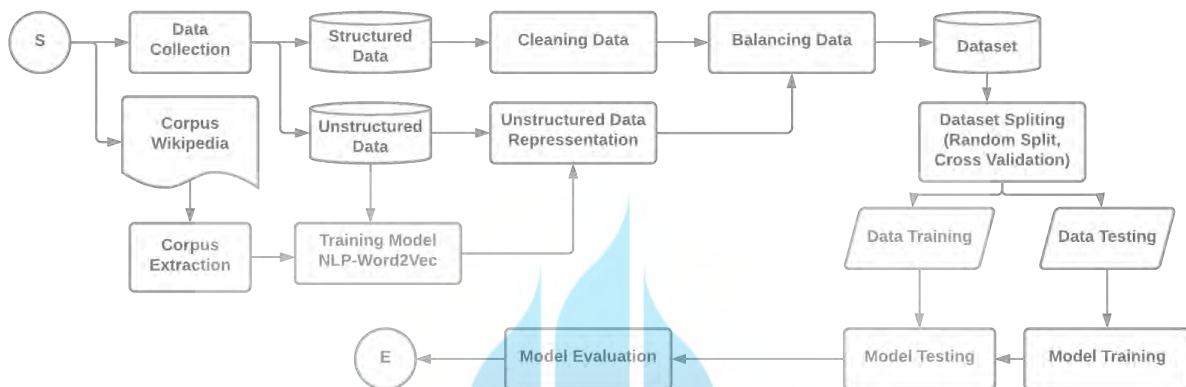 S
Data
Collection
Structured
Data
Cleaning Data
Balancing Data
Dataset
Corpus
Wikipedia
Unstructured
Data
Unstructured Data
Repressentation
Dataset Spliting
(Random Split,
Cross Validation)
Corpus
Extraction
Training Model
NLP-Word2Vec
Data Training
Data Testing
E
Model Evaluation
Model Testing
Model Training